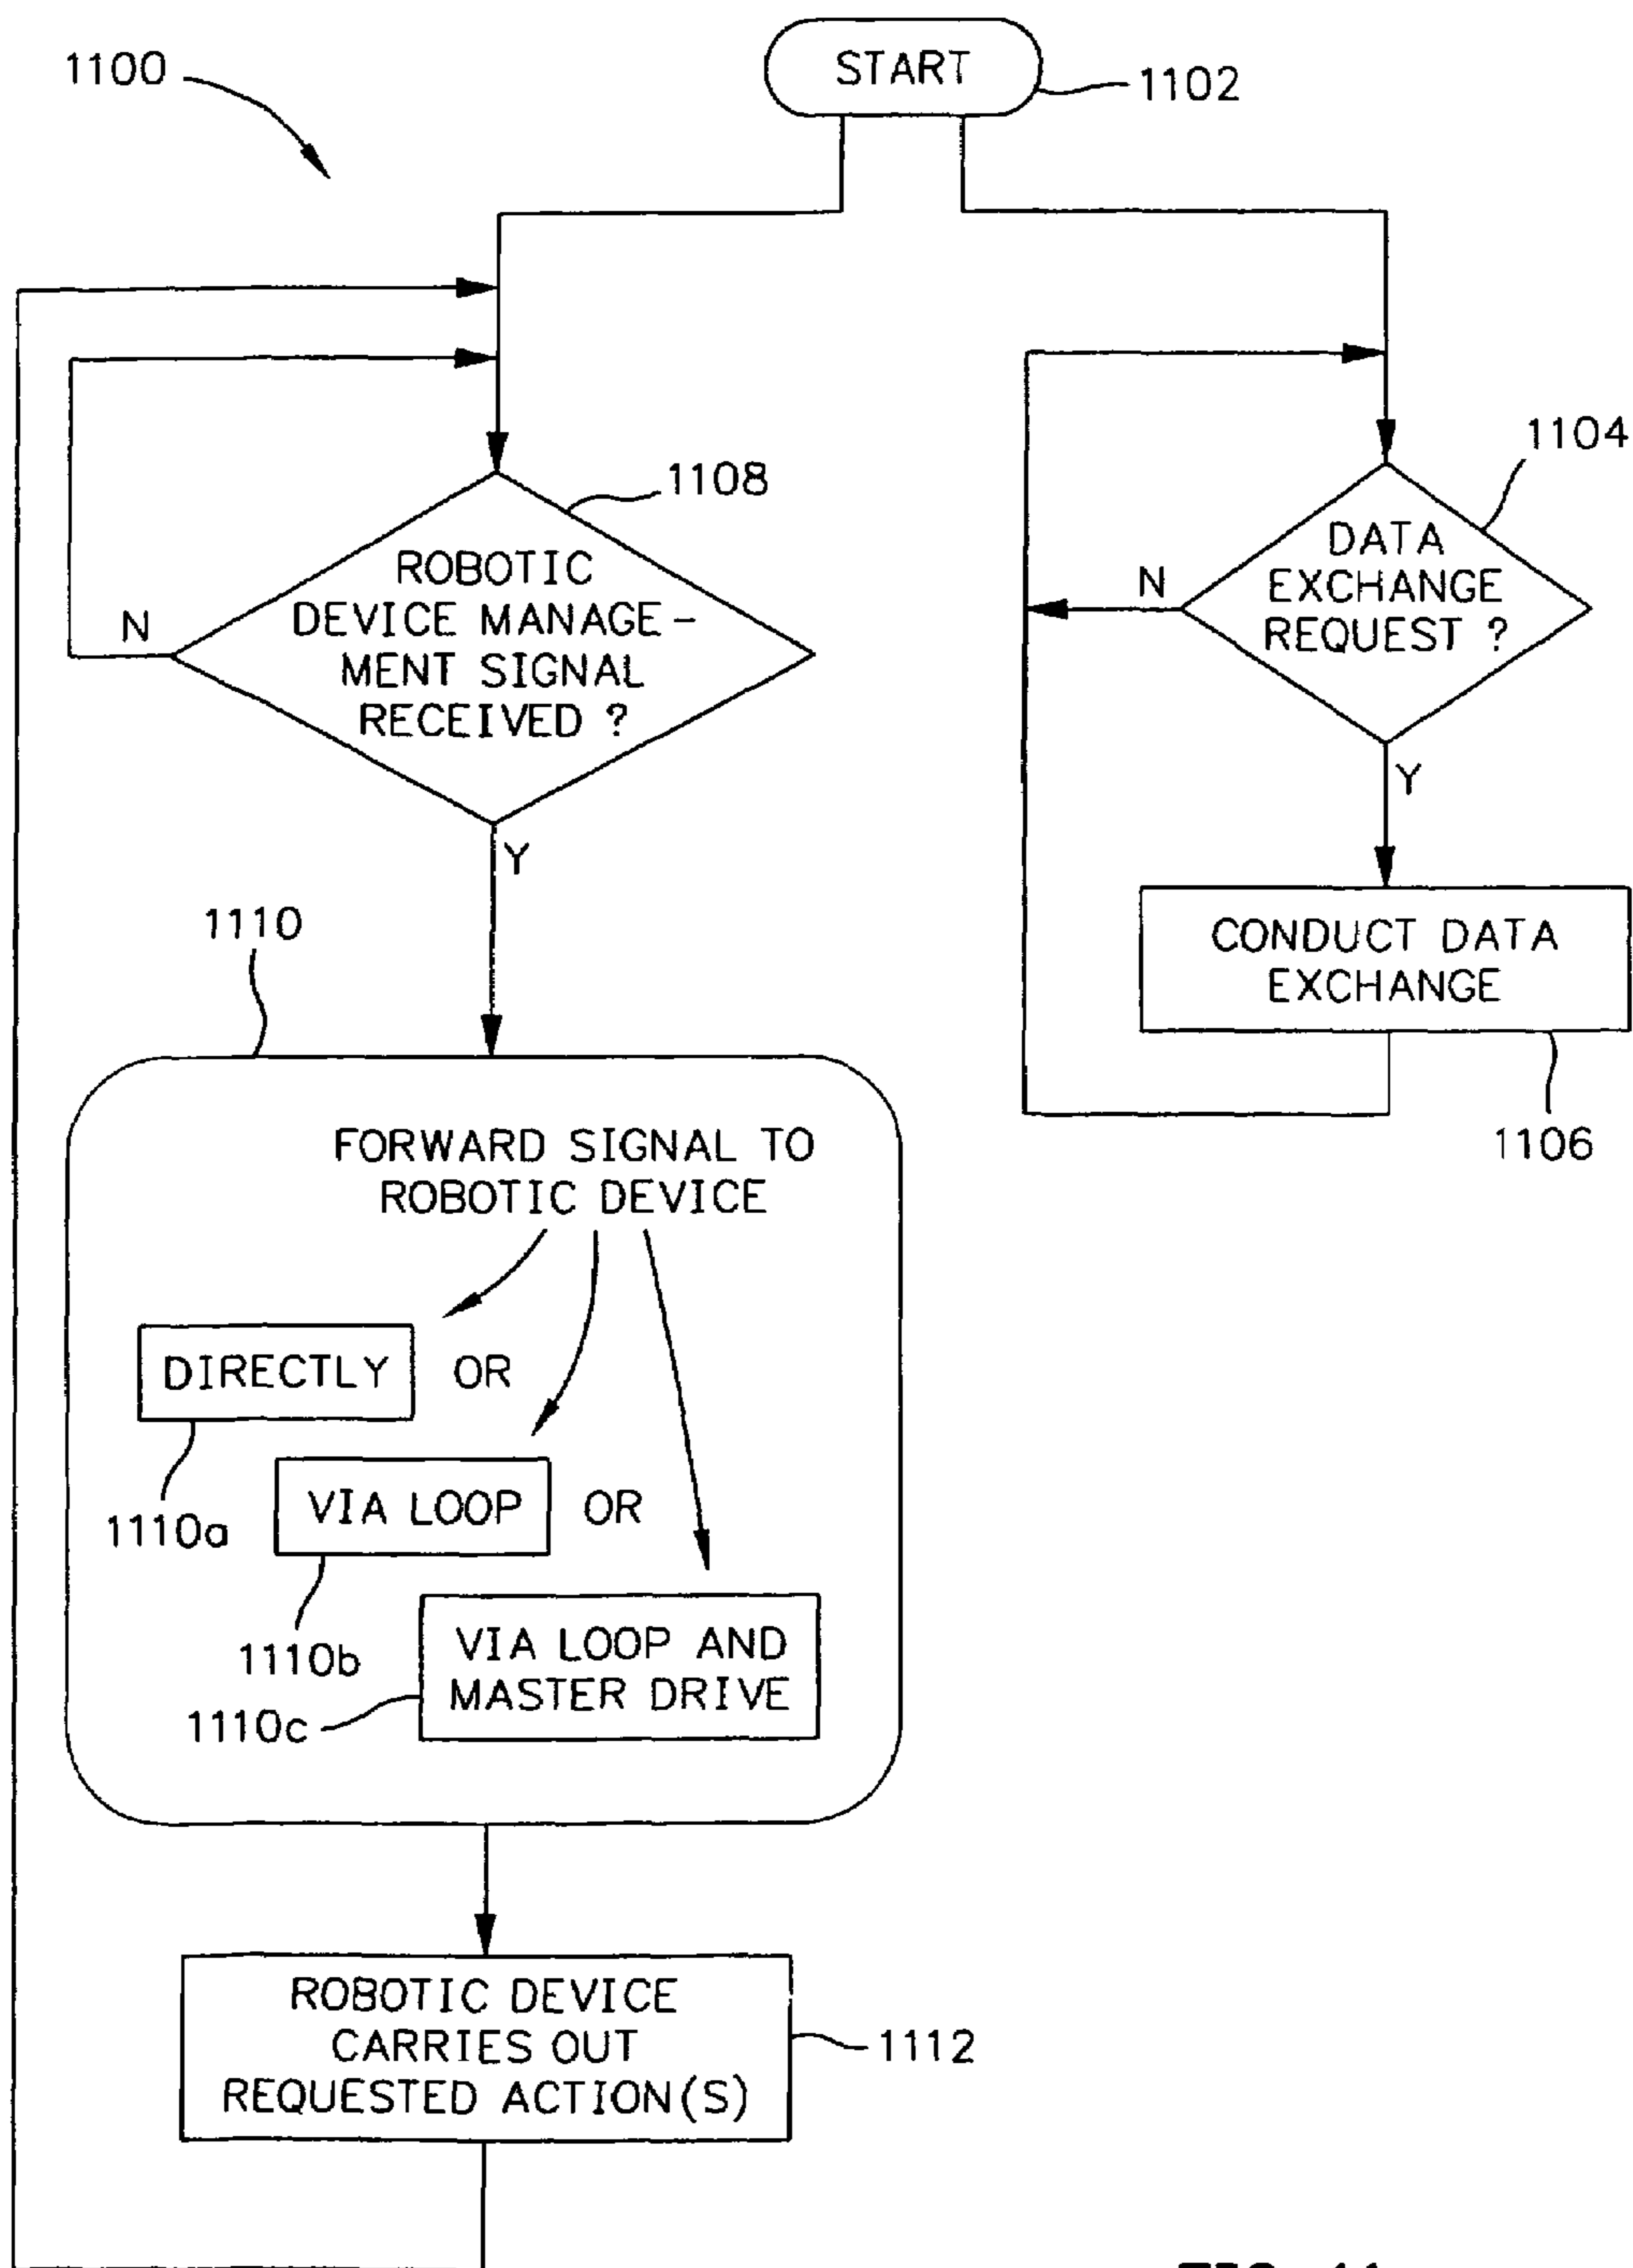 1100
START
1102
1104
1108
DATA
EXCHANGE
REQUEST ?
N
Y
ROBOTIC
DEVICE MANAGE-
MENT SIGNAL
RECEIVED ?
N
Y
CONDUCT DATA
EXCHANGE
1106
1110
FORWARD SIGNAL TO
ROBOTIC DEVICE
DIRECTLY OR
1110a
VIA LOOP OR
1110b
VIA LOOP AND
MASTER DRIVE
1110c
ROBOTIC DEVICE
CARRIES OUT
REQUESTED ACTION(S)
1112